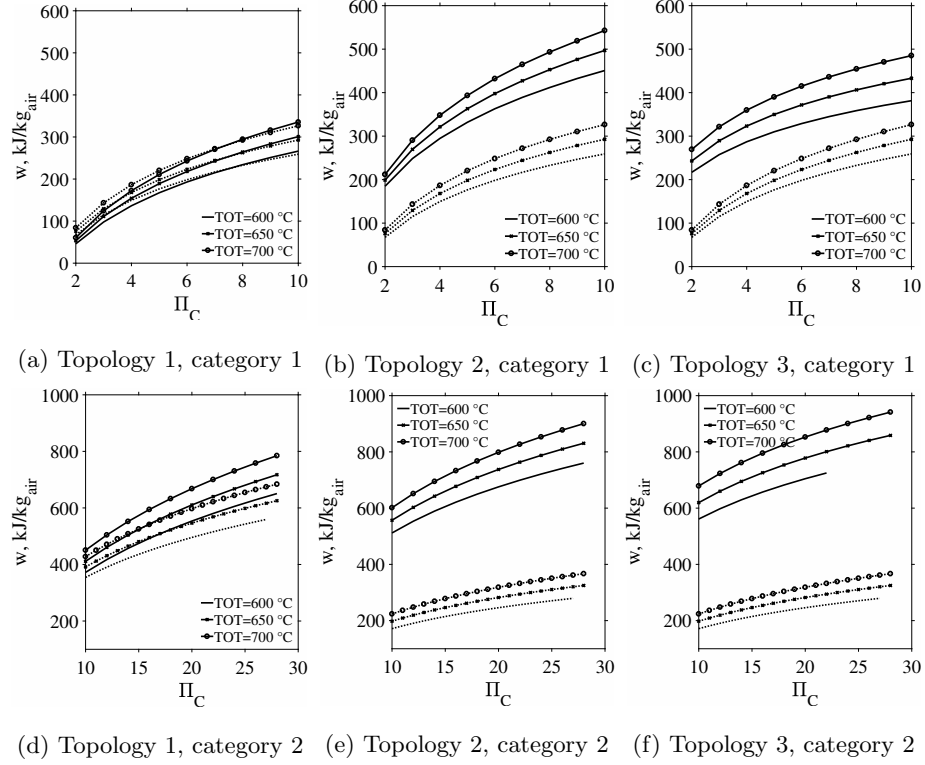 600
500
400
300
200
100
0
w, kJ/kg_air
TOT=600 °C
TOT=650 °C
TOT=700 °C
2 4 6 8 10
Π_C
(a) Topology 1, category 1
600
500
400
300
200
100
0
w, kJ/kg_air
TOT=600 °C
TOT=650 °C
TOT=700 °C
2 4 6 8 10
Π_C
(b) Topology 2, category 1
600
500
400
300
200
100
0
w, kJ/kg_air
TOT=600 °C
TOT=650 °C
TOT=700 °C
2 4 6 8 10
Π_C
(c) Topology 3, category 1
1000
800
600
400
200
w, kJ/kg_air
TOT=600 °C
TOT=650 °C
TOT=700 °C
10 15 20 25 30
Π_C
(d) Topology 1, category 2
1000
800
600
400
200
w, kJ/kg_air
TOT=600 °C
TOT=650 °C
TOT=700 °C
10 15 20 25 30
Π_C
(e) Topology 2, category 2
1000
800
600
400
200
w, kJ/kg_air
TOT=600 °C
TOT=650 °C
TOT=700 °C
10 15 20 25 30
Π_C
(f) Topology 3, category 2